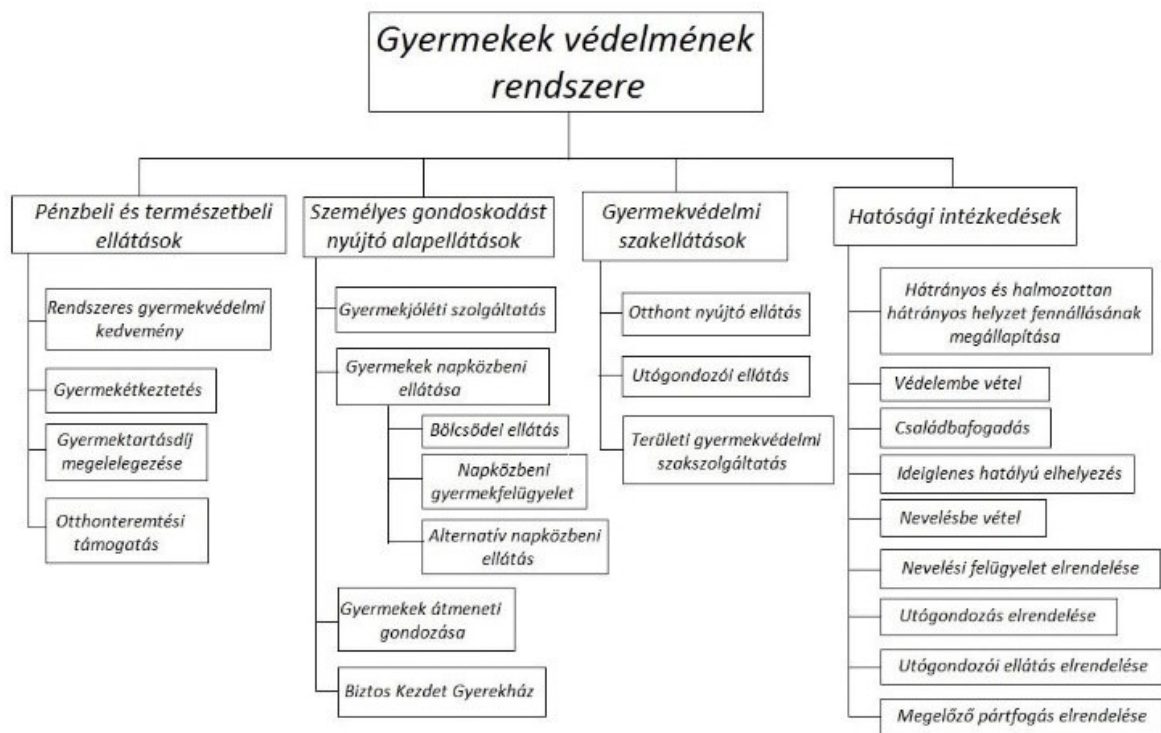 Gyermekek védelmének
rendszere
Pénzbeli és természetbeli
ellátások
Rendszeres gyermekvédelmi
kedvemény
Gyermekétkeztetés
Gyermektartásdíj
megelelegezése
Otthonteremtési
támogatás
Személyes gondoskodást
nyújtó alapellátások
Gyermekjóléti szolgáltatás
Gyermekek napközbeni
ellátása
Bölcsődel ellátás
Napközbeni
gyermekfelügyelet
Alternatív napközbeni
ellátás
Gyermekek átmeneti
gondozása
Biztos Kezdet Gyerekház
Gyermekvédelmi
szakellátások
Otthont nyújtó ellátás
Utógondozói ellátás
Területi gyermekvédelmi
szakszolgáltatás
Hatósági intézkedések
Hátrányos és halmozottan
hátrányos helyzet fennállásának
megállapítása
Védelembe vétel
Családbafogadás
Ideiglenes hatályú elhelyezés
Nevelésbe vétel
Nevelési felügyelet elrendelése
Utógondozás elrendelése
Utógondozói ellátás elrendelése
Megelőző pártfogás elrendelése